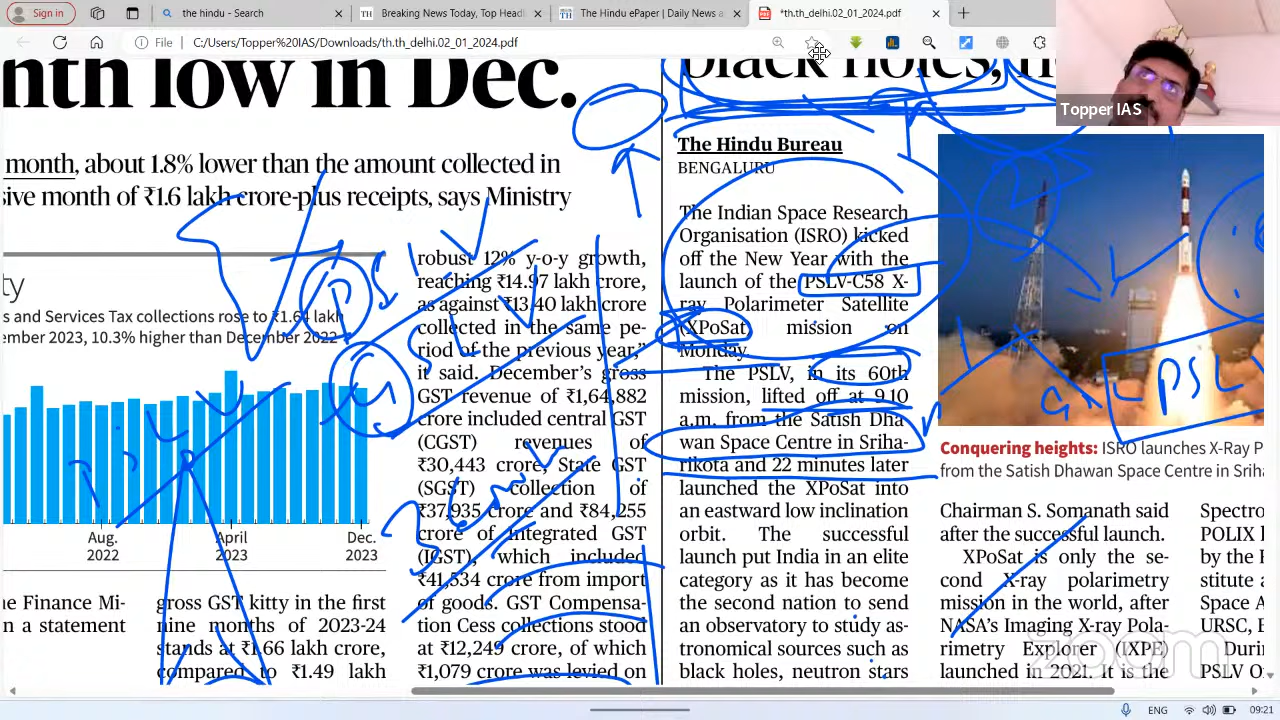 Sign in
the hindu - Search
Breaking News Today, Top Headl
The Hindu ePaper | Daily News a
*th.th_delhi.02_01_2024.pdf
File
C:/Users/Topper%20IAS/Downloads/th.th_delhi.02_01_2024.pdf
Topper IAS
nth low in Dec.
month, about 1.8% lower than the amount collected in
sive month of ₹1.6 lakh crore-plus receipts, says Ministry
ty
s and Services Tax collections rose to ₹1.64 lakh
ember 2023, 10.3% higher than December 2022
Aug.
2022
April
2023
Dec.
2023
he Finance Mi-
n a statement
gross GST kitty in the first
nine months of 2023-24
stands at ₹1.66 lakh crore,
compared to ₹1.49 lakh
robust 12% y-o-y growth,
reaching ₹14.97 lakh crore,
as against ₹13.40 lakh crore
collected in the same pe-
riod of the previous year,”
it said. December’s gross
GST revenue of ₹1,64,882
crore included central GST
(CGST) revenues of
₹30,443 crore, State GST
(SGST) collection of
₹37,935 crore and ₹84,255
crore of Integrated GST
(IGST), which included
₹41,534 crore from import
of goods. GST Compensa-
tion Cess collections stood
at ₹12,249 crore, of which
₹1,079 crore was levied on
black holes,
The Hindu Bureau
BENGALURU
The Indian Space Research
Organisation (ISRO) kicked
off the New Year with the
launch of the PSLV-C58 X-
ray Polarimeter Satellite
(XPoSat) mission on
Monday.
The PSLV, in its 60th
mission, lifted off at 9.10
a.m. from the Satish Dha-
wan Space Centre in Sriha-
rikota and 22 minutes later
launched the XPoSat into
an eastward low inclination
orbit. The successful
launch put India in an elite
category as it has become
the second nation to send
an observatory to study as-
tronomical sources such as
black holes, neutron stars
PSLV
Conquering heights: ISRO launches X-Ray P
from the Satish Dhawan Space Centre in Srih
Chairman S. Somanath said
after the successful launch.
XPoSat is only the se-
cond X-ray polarimetry
mission in the world, after
NASA’s Imaging X-ray Pola-
rimetry Explorer (IXPE)
launched in 2021. It is the
Spectro
POLIX
by the
stitute a
Space A
URSC,
Duri
PSLV O
zoom
ENG
09:21